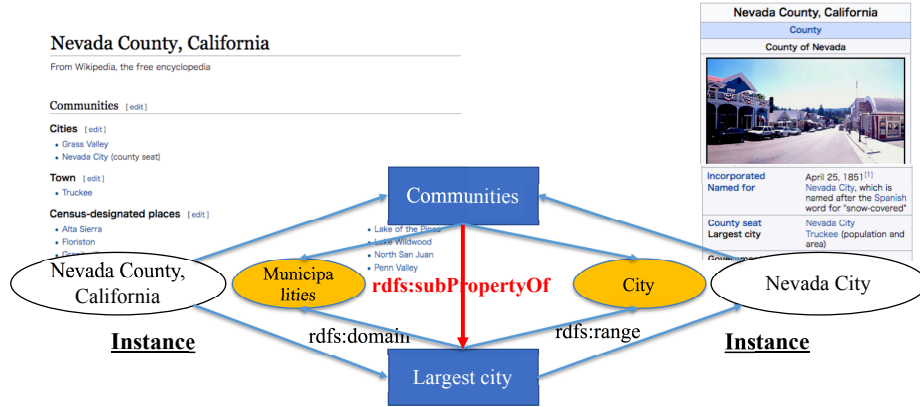 Nevada County, California
From Wikipedia, the free encyclopedia
Communities [edit]
Cities [edit]
• Grass Valley
• Nevada City (county seat)
Town [edit]
• Truckee
Census-designated places [edit]
• Alta Sierra
• Floriston
• Lake of the Pines
• Lake Wildwood
• North San Juan
• Penn Valley
Nevada County, California
County
County of Nevada
Incorporated April 25, 1851[1]
Named for Nevada City, which is
named after the Spanish
word for "snow-covered"
County seat Nevada City
Largest city Truckee (population and
area)
Communities
Nevada County,
California
Municipa
lities
rdfs:subPropertyOf
City
Nevada City
Instance
rdfs:domain
rdfs:range
Instance
Largest city